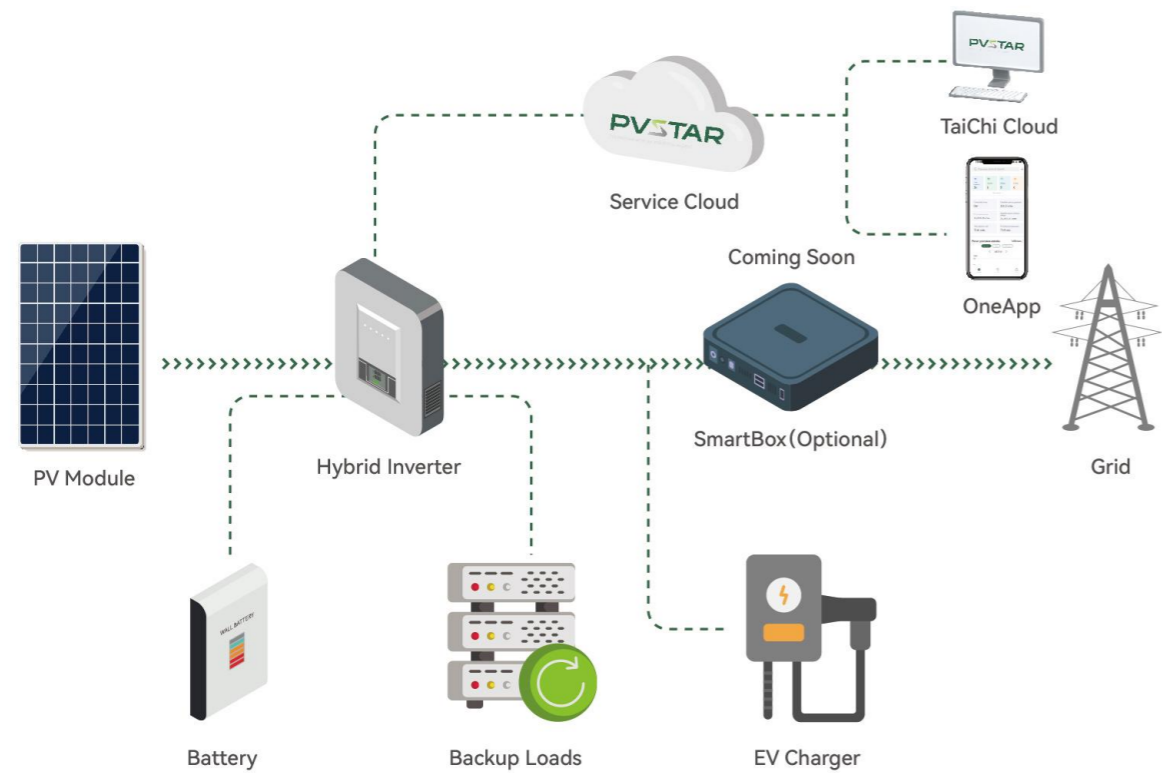 PVSTAR
TaiChi Cloud
PVSTAR
Service Cloud
Coming Soon
OneApp
SmartBox(Optional)
PV Module
Hybrid Inverter
Grid
WALL BATTERY
Battery
Backup Loads
EV Charger